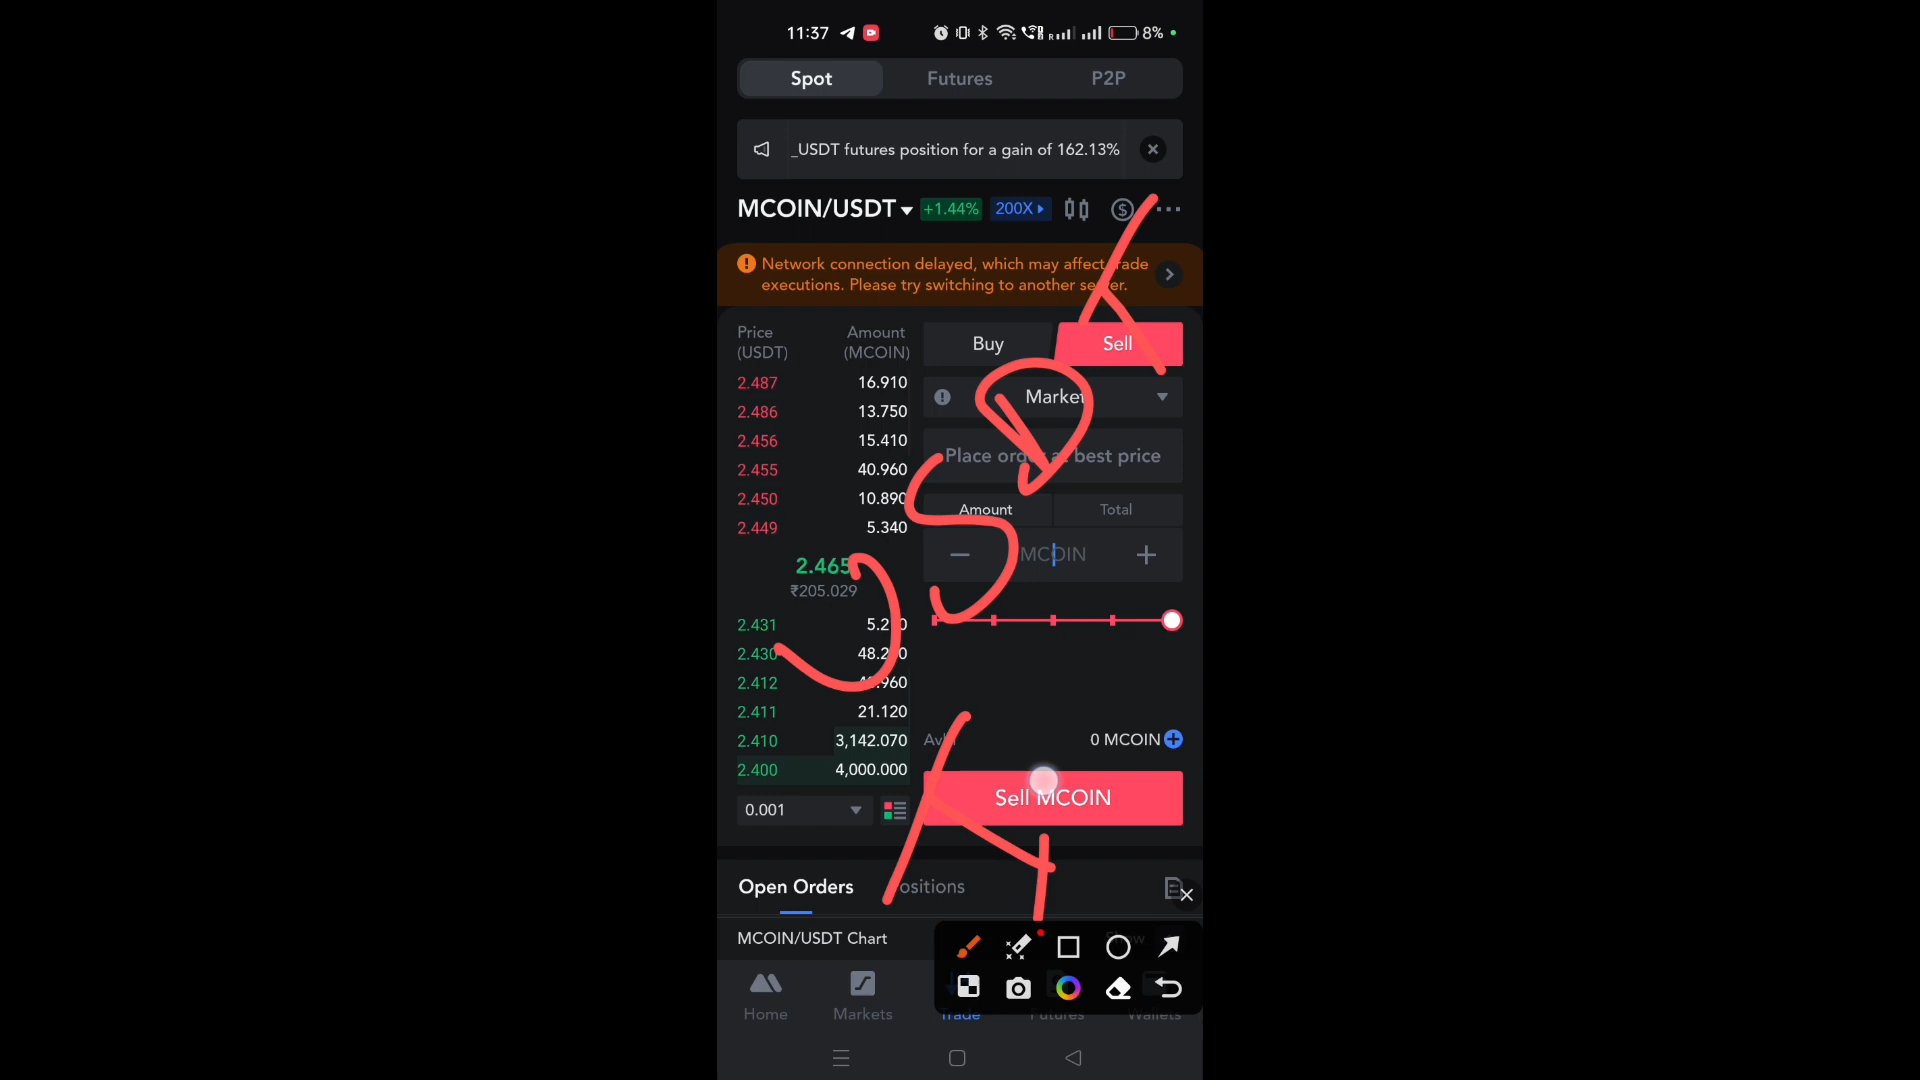 11:37 8%
Spot Futures P2P
_USDT futures position for a gain of 162.13%
MCOIN/USDT +1.44% 200X
Network connection delayed, which may affect trade
executions. Please try switching to another server.
Price Amount
(USDT) (MCOIN)
2.487 16.910
2.486 13.750
2.456 15.410
2.455 40.960
2.450 10.890
2.449 5.340
2.465
₹205.029
2.431
2.430
2.412
2.411 21.120
2.410 3,142.070
2.400 4,000.000
0.001
Buy Sell
Market
Place order at best price
Amount Total
MCOIN
0 MCOIN
Sell MCOIN
Open Orders Positions
MCOIN/USDT Chart Show
Home Markets Trade Futures Wallets